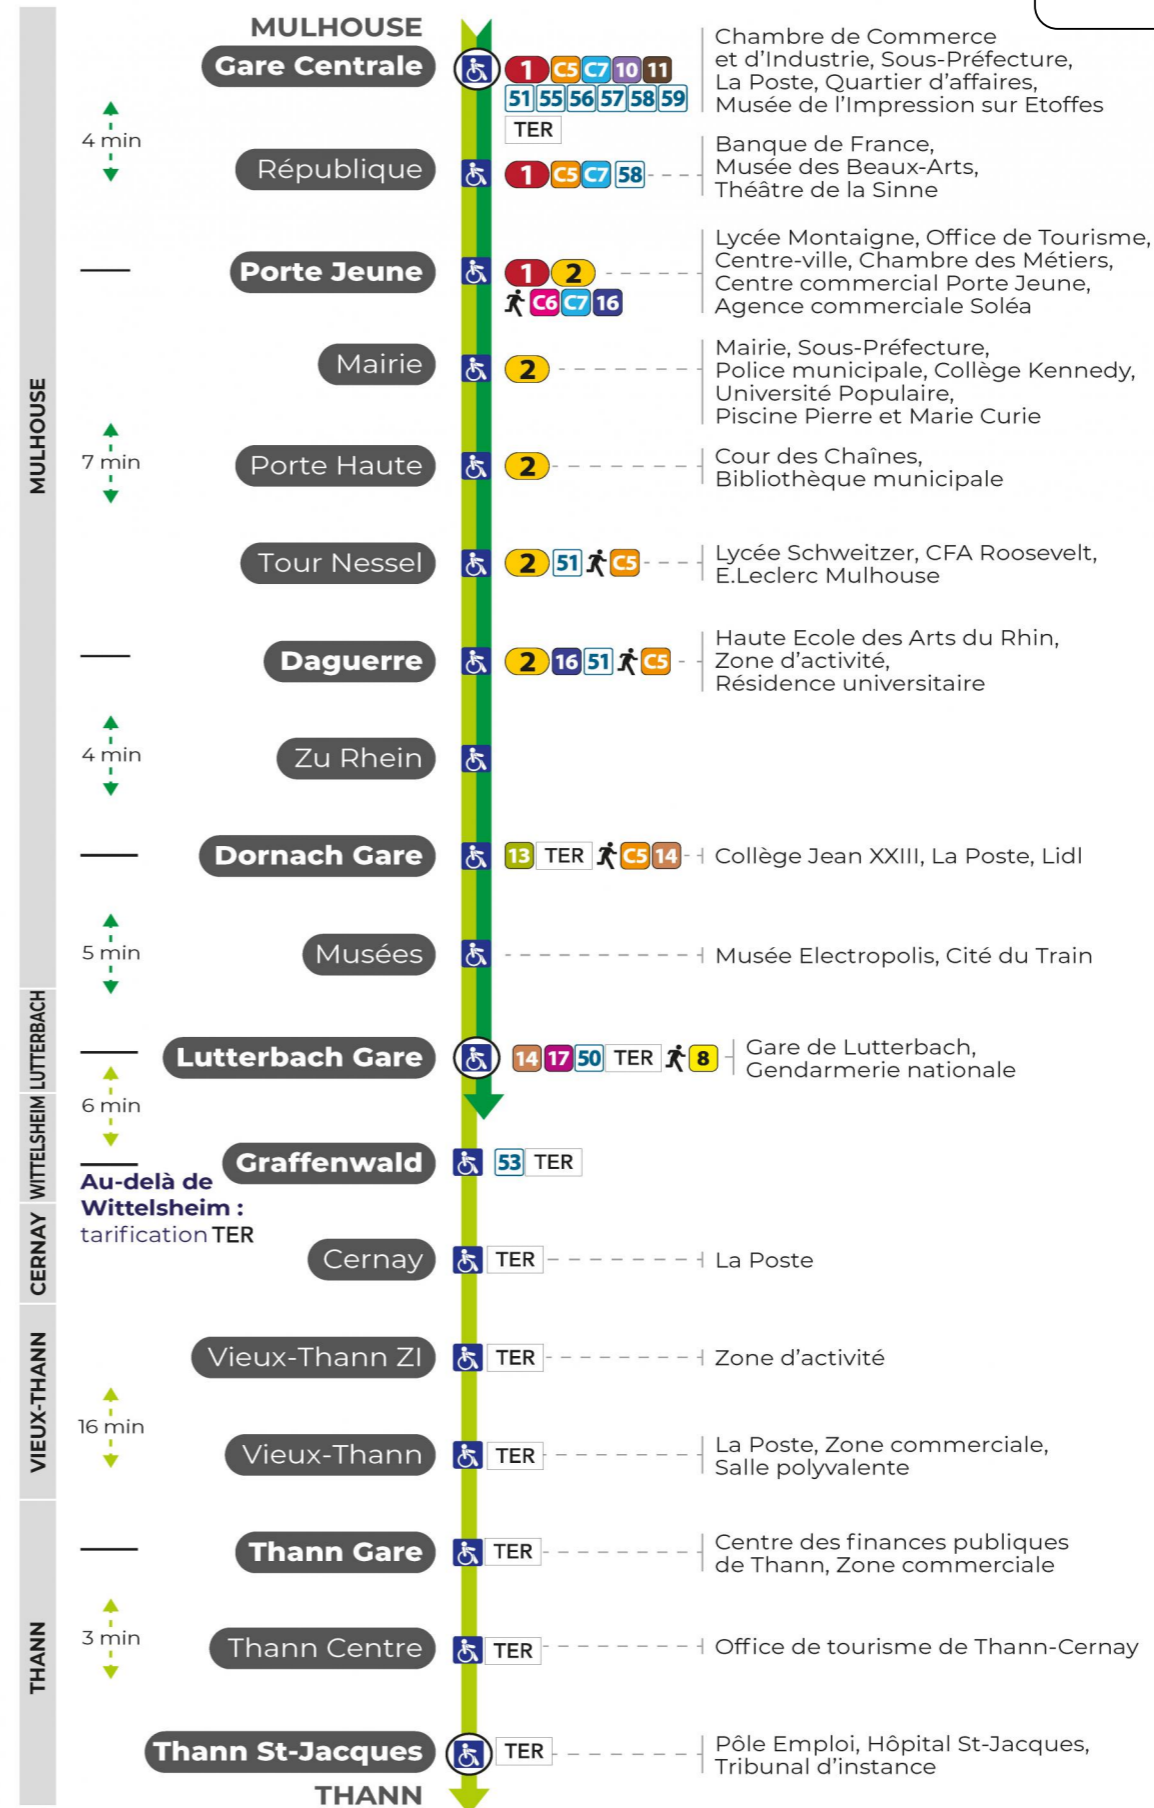 MULHOUSE
Gare Centrale
1 C5 C7 10 11
51 55 56 57 58 59
TER
Chambre de Commerce
et d'Industrie, Sous-Préfecture,
La Poste, Quartier d'affaires,
Musée de l'Impression sur Etoffes
4 min
République
1 C5 C7 58
Banque de France,
Musée des Beaux-Arts,
Théâtre de la Sinne
Porte Jeune
1 2
C6 C7 16
Lycée Montaigne, Office de Tourisme,
Centre-ville, Chambre des Métiers,
Centre commercial Porte Jeune,
Agence commerciale Soléa
MULHOUSE
Mairie
2
Mairie, Sous-Préfecture,
Police municipale, Collège Kennedy,
Université Populaire,
Piscine Pierre et Marie Curie
7 min
Porte Haute
2
Cour des Chaînes,
Bibliothèque municipale
Tour Nessel
2 51 C5
Lycée Schweitzer, CFA Roosevelt,
E.Leclerc Mulhouse
Daguerre
2 16 51 C5
Haute Ecole des Arts du Rhin,
Zone d'activité,
Résidence universitaire
4 min
Zu Rhein
Dornach Gare
13 TER C5 14
Collège Jean XXIII, La Poste, Lidl
5 min
Musées
Musée Electropolis, Cité du Train
LUTTERBACH
Lutterbach Gare
14 17 50 TER 8
Gare de Lutterbach,
Gendarmerie nationale
6 min
WITTELSHEIM
Graffenwald
53 TER
Au-delà de
Wittelsheim :
tarification TER
CERNAY
Cernay
TER
La Poste
VIEUX-THANN
Vieux-Thann ZI
TER
Zone d'activité
16 min
Vieux-Thann
TER
La Poste, Zone commerciale,
Salle polyvalente
Thann Gare
TER
Centre des finances publiques
de Thann, Zone commerciale
THANN
3 min
Thann Centre
TER
Office de tourisme de Thann-Cernay
Thann St-Jacques
TER
Pôle Emploi, Hôpital St-Jacques,
Tribunal d'instance
THANN